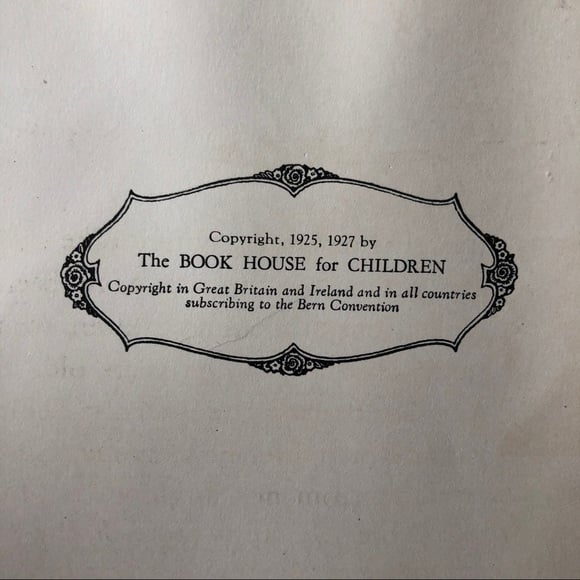 Copyright, 1925, 1927 by
The BOOK HOUSE for CHILDREN
Copyright in Great Britain and Ireland and in all countries
subscribing to the Bern Convention